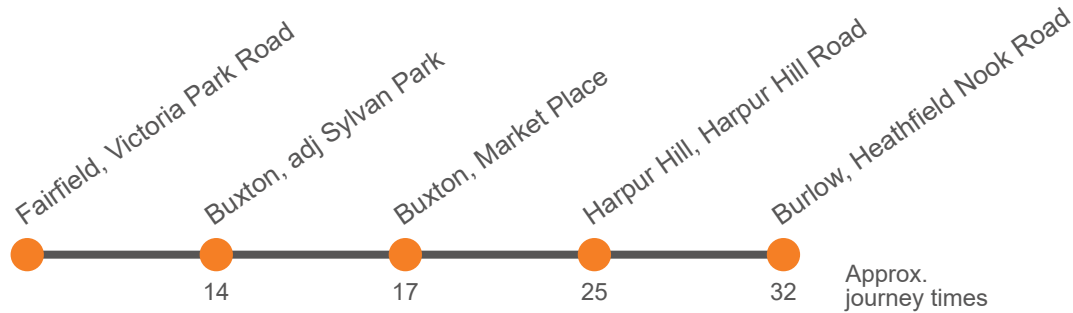 Fairfield, Victoria Park Road
Buxton, adj Sylvan Park
Buxton, Market Place
Harpur Hill, Harpur Hill Road
Burlow, Heathfield Nook Road
14
17
25
32
Approx.
journey times